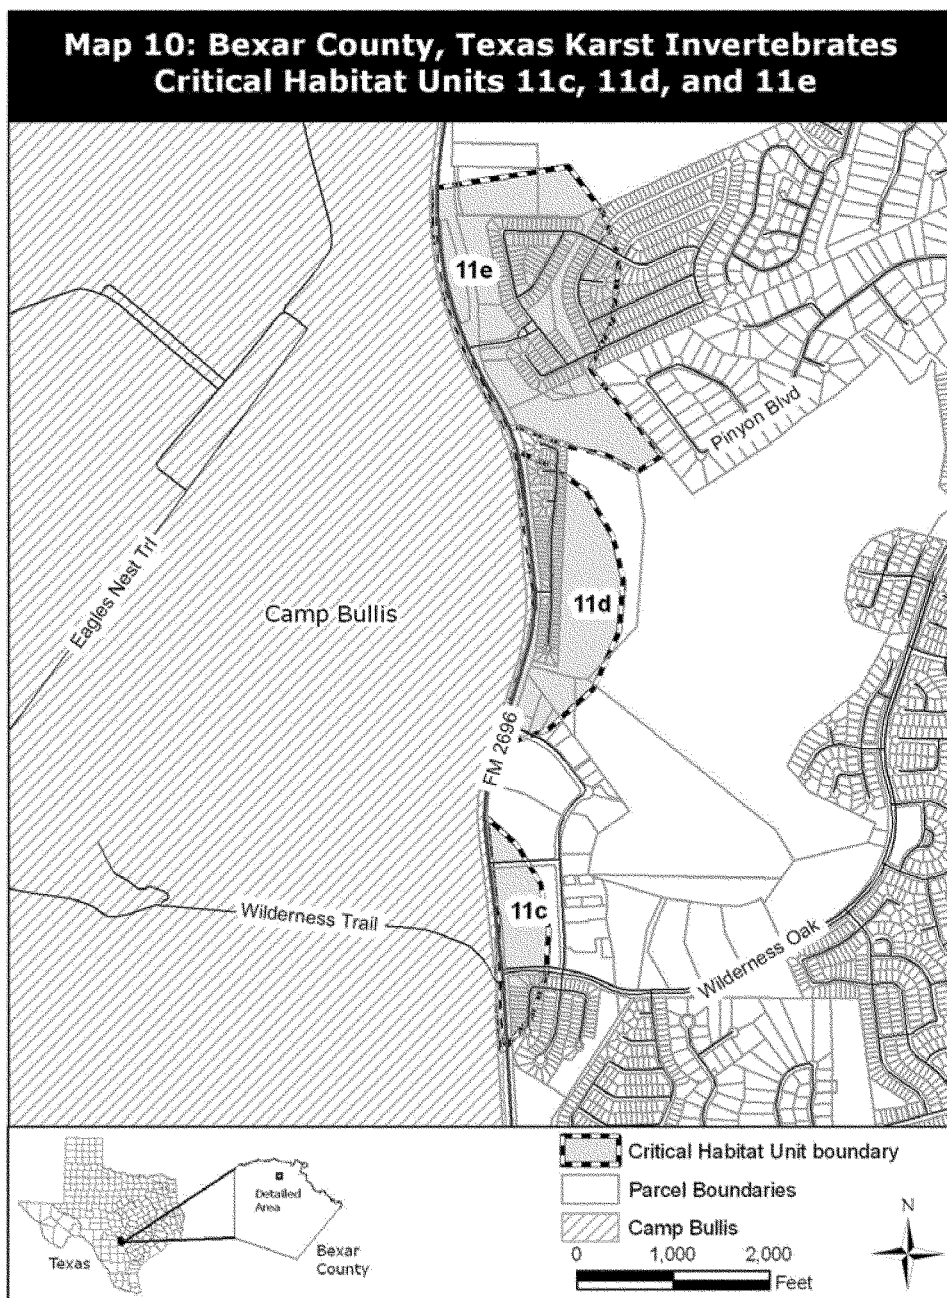 Map 10: Bexar County, Texas Karst Invertebrates
Critical Habitat Units 11c, 11d, and 11e
11e
Pinyon Blvd
Eagles Nest Trl
Camp Bullis
11d
FM 2696
11c
Wilderness Trail
Wilderness Oak
Texas
Detailed
Area
Bexar
County
Critical Habitat Unit boundary
Parcel Boundaries
Camp Bullis
0 1,000 2,000
Feet
N